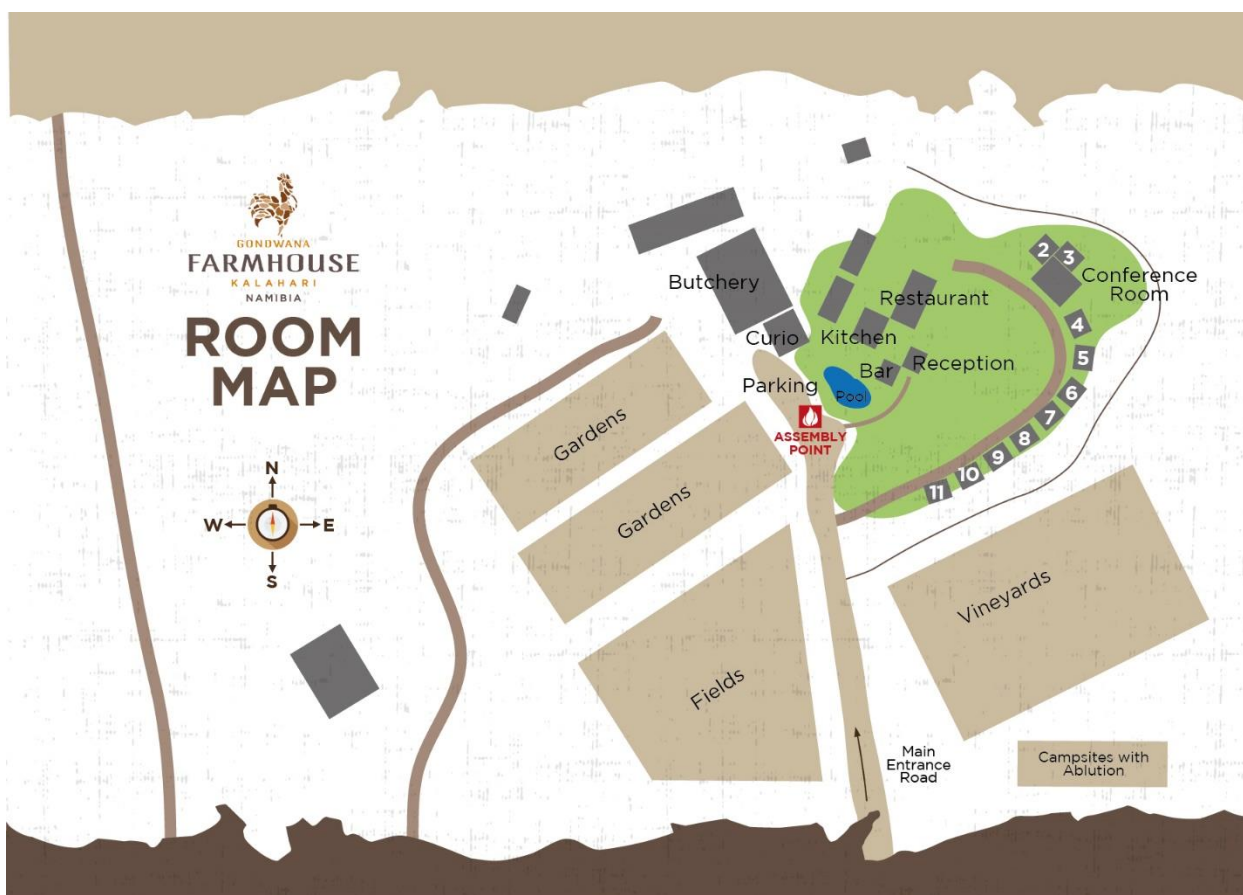 GONDWANA
FARMHOUSE
KALAHARI
NAMIBIA
ROOM
MAP
N
W
E
S
Butchery
Curio
Parking
Kitchen
Restaurant
Bar
Reception
Pool
ASSEMBLY
POINT
2
3
Conference
Room
4
5
6
7
8
9
10
11
Gardens
Gardens
Fields
Vineyards
Main
Entrance
Road
Campsites with
Ablution